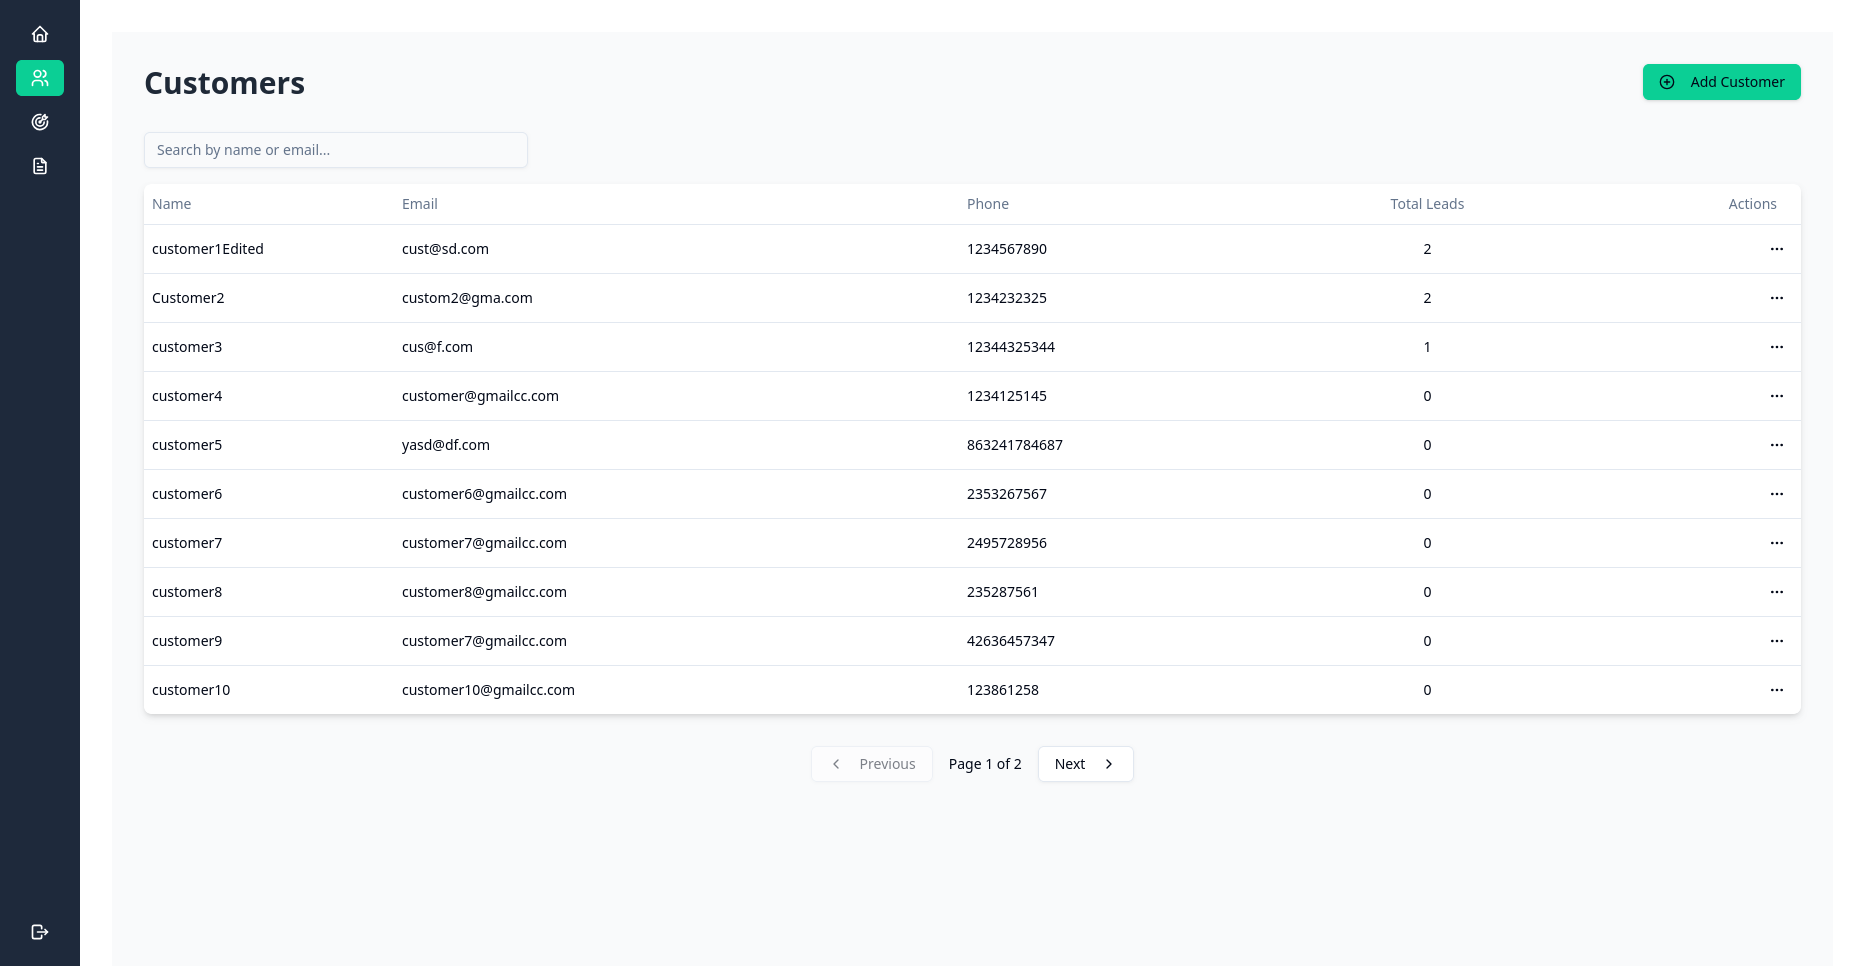 Customers
Add Customer
Search by name or email...
Name Email Phone Total Leads Actions
customer1Edited cust@sd.com 1234567890 2
Customer2 custom2@gma.com 1234232325 2
customer3 cus@f.com 12344325344 1
customer4 customer@gmailcc.com 1234125145 0
customer5 yasd@df.com 863241784687 0
customer6 customer6@gmailcc.com 2353267567 0
customer7 customer7@gmailcc.com 2495728956 0
customer8 customer8@gmailcc.com 235287561 0
customer9 customer7@gmailcc.com 42636457347 0
customer10 customer10@gmailcc.com 123861258 0
Previous Page 1 of 2 Next